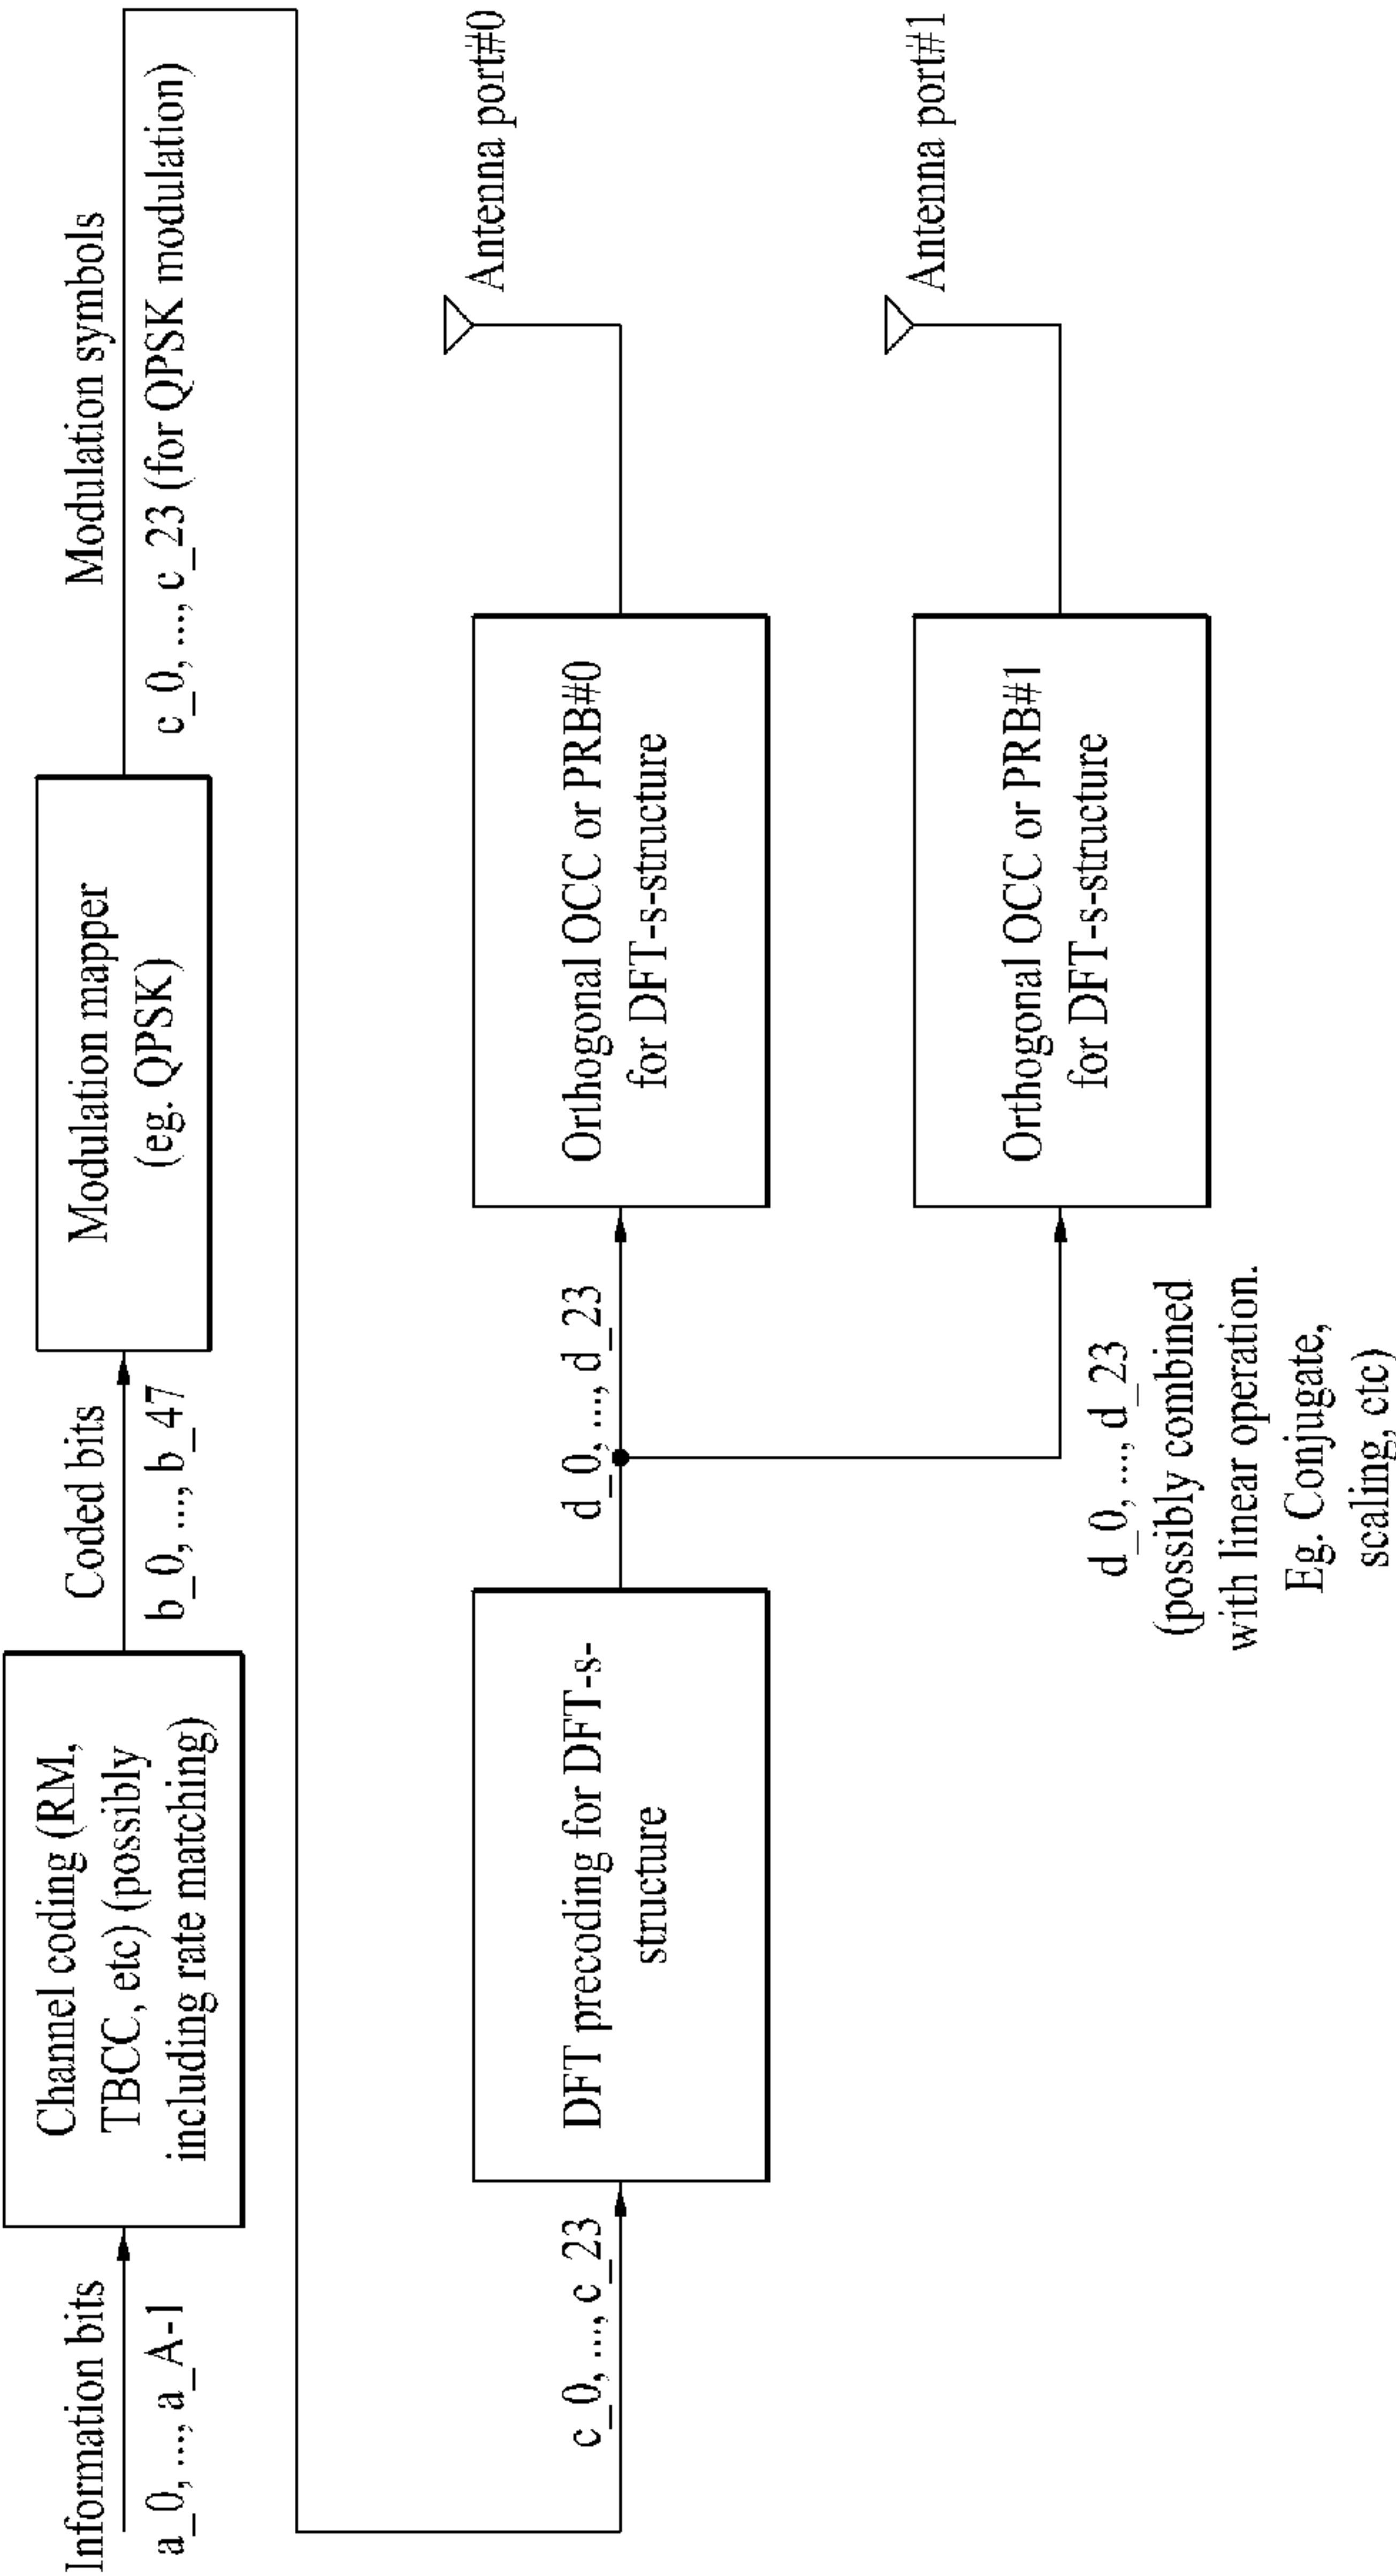 Information bits
a_0, ..., a_A-1
Channel coding (RM,
TBCC, etc) (possibly
including rate matching)
Coded bits
b_0, ..., b_47
Modulation mapper
(eg. QPSK)
Modulation symbols
c_0, ..., c_23 (for QPSK modulation)
c_0, ..., c_23
DFT precoding for DFT-s-
structure
d_0, ..., d_23
Orthogonal OCC or PRB#0
for DFT-s-structure
Antenna port#0
d_0, ..., d_23
(possibly combined
with linear operation.
Eg. Conjugate,
scaling, etc)
Orthogonal OCC or PRB#1
for DFT-s-structure
Antenna port#1